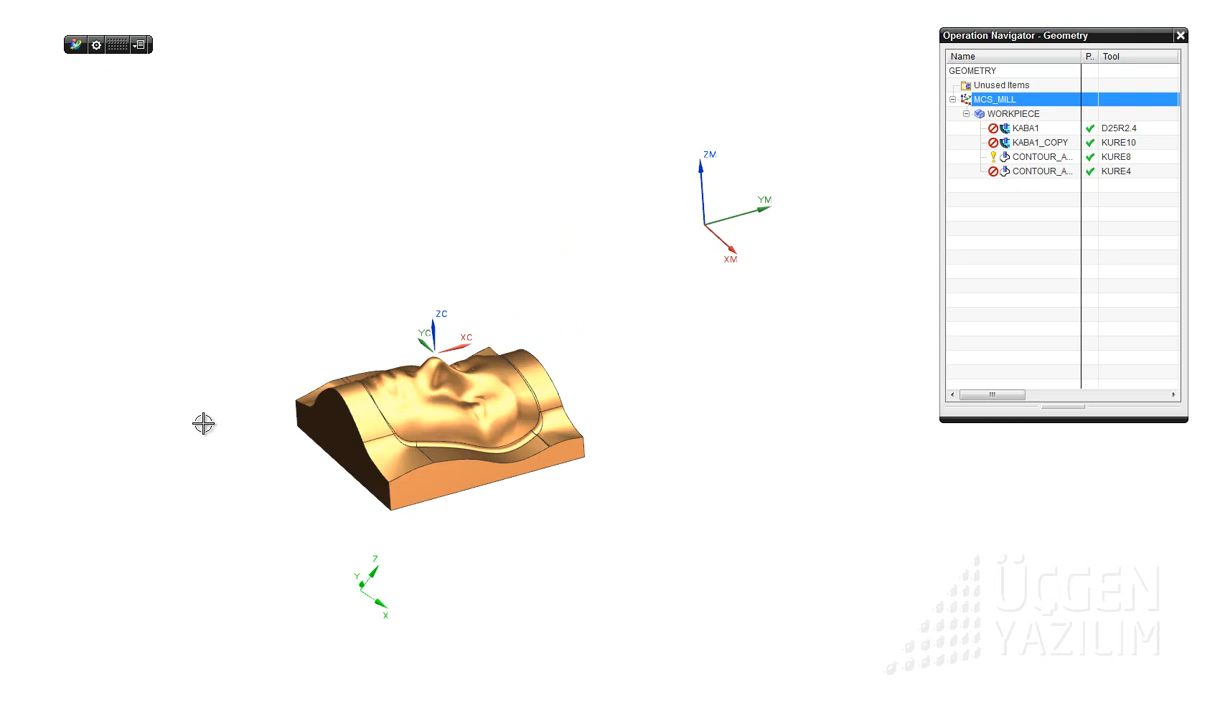 Operation Navigator - Geometry
Name P.. Tool
GEOMETRY
Unused Items
MCS_MILL
WORKPIECE
KABA1 D25R2.4
KABA1_COPY KURE10
CONTOUR_A... KURE8
CONTOUR_A... KURE4
ZM
YM
XM
ZC
YC
XC
Z
Y
X
ÜÇGEN
YAZILIM